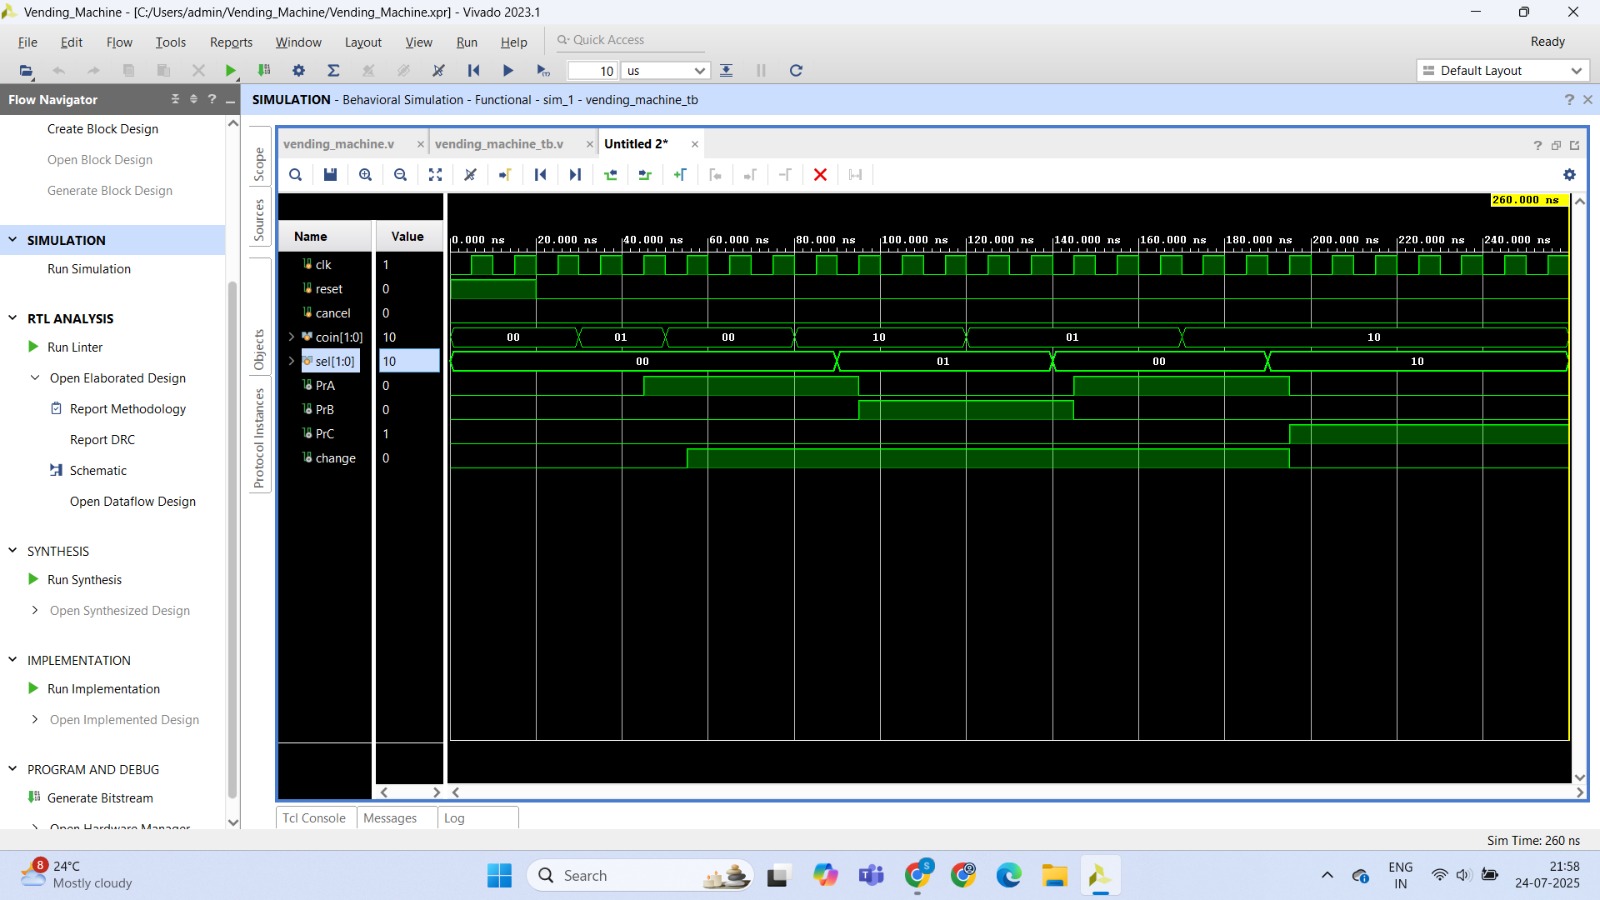 Vending_Machine - [C:/Users/admin/Vending_Machine/Vending_Machine.xpr] - Vivado 2023.1
File Edit Flow Tools Reports Window Layout View Run Help Quick Access Ready
10 us Default Layout
Flow Navigator
SIMULATION - Behavioral Simulation - Functional - sim_1 - vending_machine_tb
Create Block Design
Open Block Design
Generate Block Design
SIMULATION
Run Simulation
RTL ANALYSIS
Run Linter
Open Elaborated Design
Report Methodology
Report DRC
Schematic
Open Dataflow Design
SYNTHESIS
Run Synthesis
Open Synthesized Design
IMPLEMENTATION
Run Implementation
Open Implemented Design
PROGRAM AND DEBUG
Generate Bitstream
Open Hardware Manager
Scope
Sources
Objects
Protocol Instances
vending_machine.v vending_machine_tb.v Untitled 2*
260.000 ns
Name Value 0.000 ns 20.000 ns 40.000 ns 60.000 ns 80.000 ns 100.000 ns 120.000 ns 140.000 ns 160.000 ns 180.000 ns 200.000 ns 220.000 ns 240.000 ns
clk 1
reset 0
cancel 0
coin[1:0] 10 00 01 00 10 01 10
sel[1:0] 10 00 01 00 10
PrA 0
PrB 0
PrC 1
change 0
Tcl Console Messages Log
Sim Time: 260 ns
8
24°C
Mostly cloudy
Search
S
ENG
IN
21:58
24-07-2025